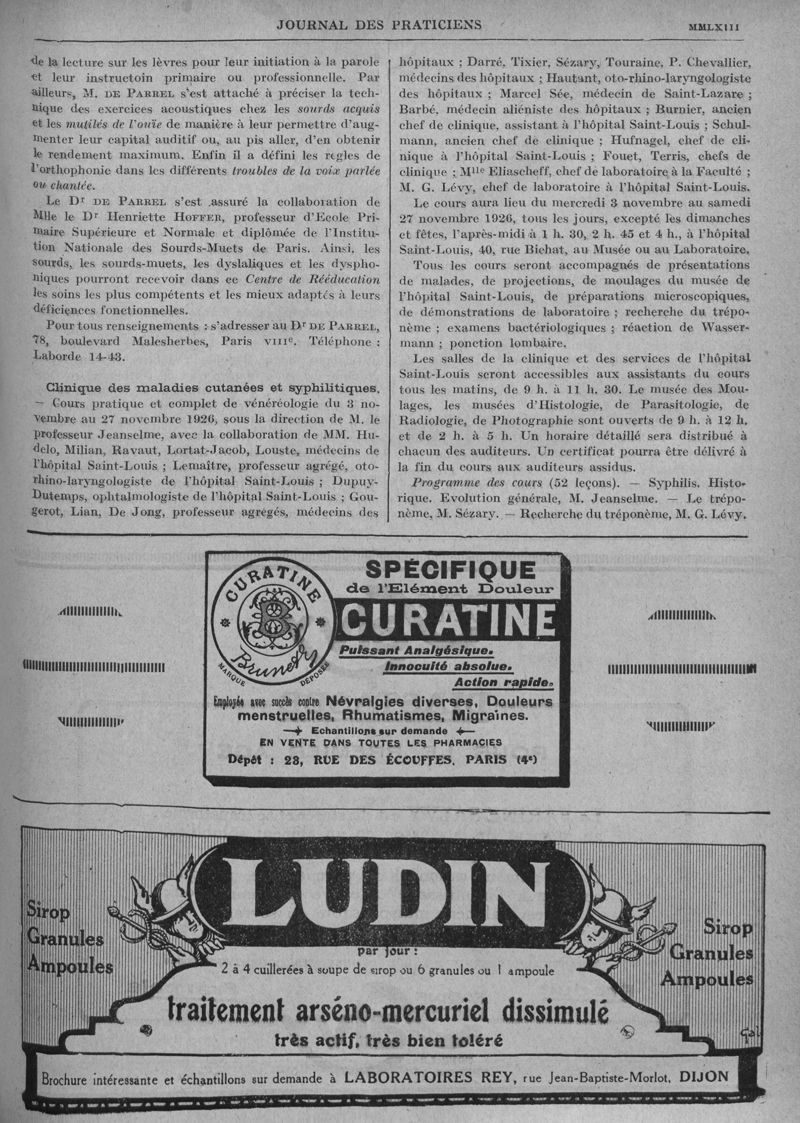 JOURNAL DES PRATICIENS
MMLXIII
de la lecture sur les lèvres pour leur initiation à la parole
et leur instructoin primaire ou professionnelle. Par
ailleurs, M. DE PARREL s'est attaché à préciser la tech-
nique des exercices acoustiques chez les sourds acquis
et les mutilés de l'ouïe de manière à leur permettre d'aug-
menter leur capital auditif ou, au pis aller, d'en obtenir
le rendement maximum. Enfin il a défini les règles de
l'orthophonie dans les différents troubles de la voix parlée
ou chantée.
Le Dr DE PARREL s'est assuré la collaboration de
Mlle le Dr Henriette HOFFER, professeur d'Ecole Pri-
maire Supérieure et Normale et diplômée de l'Institu-
tion Nationale des Sourds-Muets de Paris. Ainsi, les
sourds, les sourds-muets, les dyslaliques et les dyspho-
niques pourront recevoir dans ce Centre de Rééducation
les soins les plus compétents et les mieux adaptés à leurs
déficiences fonctionnelles.
Pour tous renseignements : s'adresser au Dr DE PARREL,
78, boulevard Malesherbes, Paris VIIIe. Téléphone :
Laborde 14-43.
Clinique des maladies cutanées et syphilitiques.
— Cours pratique et complet de vénéréologie du 3 no-
vembre au 27 novembre 1926, sous la direction de M. le
professeur Jeanselme, avec la collaboration de MM. Hu-
delo, Milian, Ravaut, Lortat-Jacob, Louste, médecins de
l'hôpital Saint-Louis ; Lemaître, professeur agrégé, oto-
rhino-laryngologiste de l'hôpital Saint-Louis ; Dupuy-
Dutemps, ophtalmologiste de l'hôpital Saint-Louis ; Gou-
gerot, Lian, De Jong, professeur agrégés, médecins des
hôpitaux ; Darré, Tixier, Sézary, Touraine, P. Chevallier,
médecins des hôpitaux ; Hautant, oto-rhino-laryngologiste
des hôpitaux ; Marcel Sée, médecin de Saint-Lazare ;
Barbé, médecin aliéniste des hôpitaux ; Burnier, ancien
chef de clinique, assistant à l'hôpital Saint-Louis ; Schul-
mann, ancien chef de clinique ; Hufnagel, chef de cli-
nique à l'hôpital Saint-Louis ; Fouet, Terris, chefs de
clinique ; Mlle Eliascheff, chef de laboratoire à la Faculté ;
M. G. Lévy, chef de laboratoire à l'hôpital Saint-Louis.
Le cours aura lieu du mercredi 3 novembre au samedi
27 novembre 1926, tous les jours, excepté les dimanches
et fêtes, l'après-midi à 1 h. 30, 2 h. 45 et 4 h., à l'hôpital
Saint-Louis, 40, rue Bichat, au Musée ou au Laboratoire.
Tous les cours seront accompagnés de présentations
de malades, de projections, de moulages du musée de
l'hôpital Saint-Louis, de préparations microscopiques,
de démonstrations de laboratoire ; recherche du trépo-
nème ; examens bactériologiques ; réaction de Wasser-
mann ; ponction lombaire.
Les salles de la clinique et des services de l'hôpital
Saint-Louis seront accessibles aux assistants du cours
tous les matins, de 9 h. à 11 h. 30. Le musée des Mou-
lages, les musées d'Histologie, de Parasitologie, de
Radiologie, de Photographie sont ouverts de 9 h. à 12 h.
et de 2 h. à 5 h. Un horaire détaillé sera distribué à
chacun des auditeurs. Un certificat pourra être délivré à
la fin du cours aux auditeurs assidus.
Programme des cours (52 leçons). — Syphilis. Histo-
rique. Evolution générale, M. Jeanselme. — Le trépo-
nème, M. Sézary. — Recherche du tréponème, M. G. Lévy.
CURATINE
B
Brunety
MARQUE DÉPOSÉE
SPÉCIFIQUE
de l'Elément Douleur
CURATINE
Puissant Analgésique.
Innocuité absolue.
Action rapide.
Employée avec succès contre Névralgies diverses, Douleurs
menstruelles, Rhumatismes, Migraines.
Echantillons sur demande
EN VENTE DANS TOUTES LES PHARMACIES
Dépôt : 23, RUE DES ÉCOUFFES, PARIS (4e)
LUDIN
Sirop
Granules
Ampoules
Sirop
Granules
Ampoules
par jour :
2 à 4 cuillerées à soupe de sirop ou 6 granules ou 1 ampoule
traitement arséno-mercuriel dissimulé
très actif, très bien toléré
Gal
Brochure intéressante et échantillons sur demande à LABORATOIRES REY, rue Jean-Baptiste-Morlot, DIJON